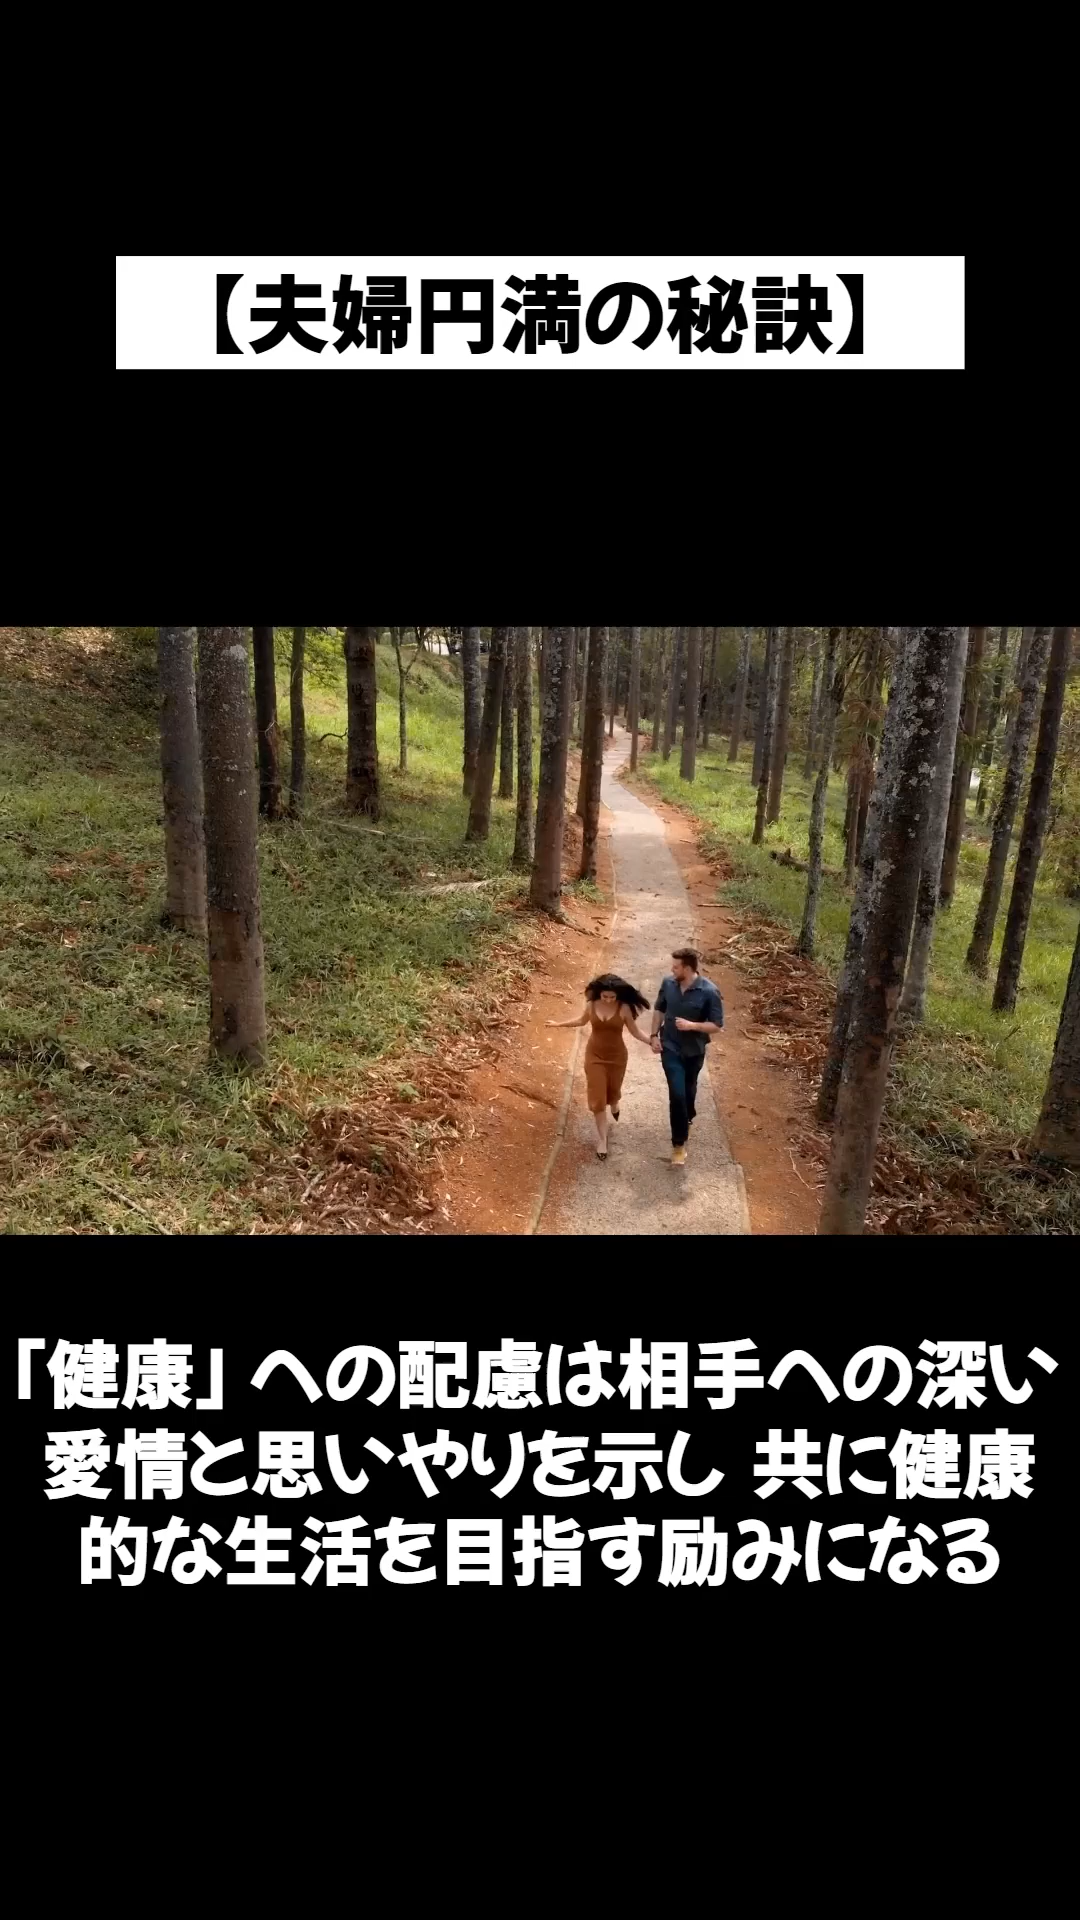 【夫婦円満の秘訣】
「健康」への配慮は相手への深い
愛情と思いやりを示し 共に健康
的な生活を目指す励みになる